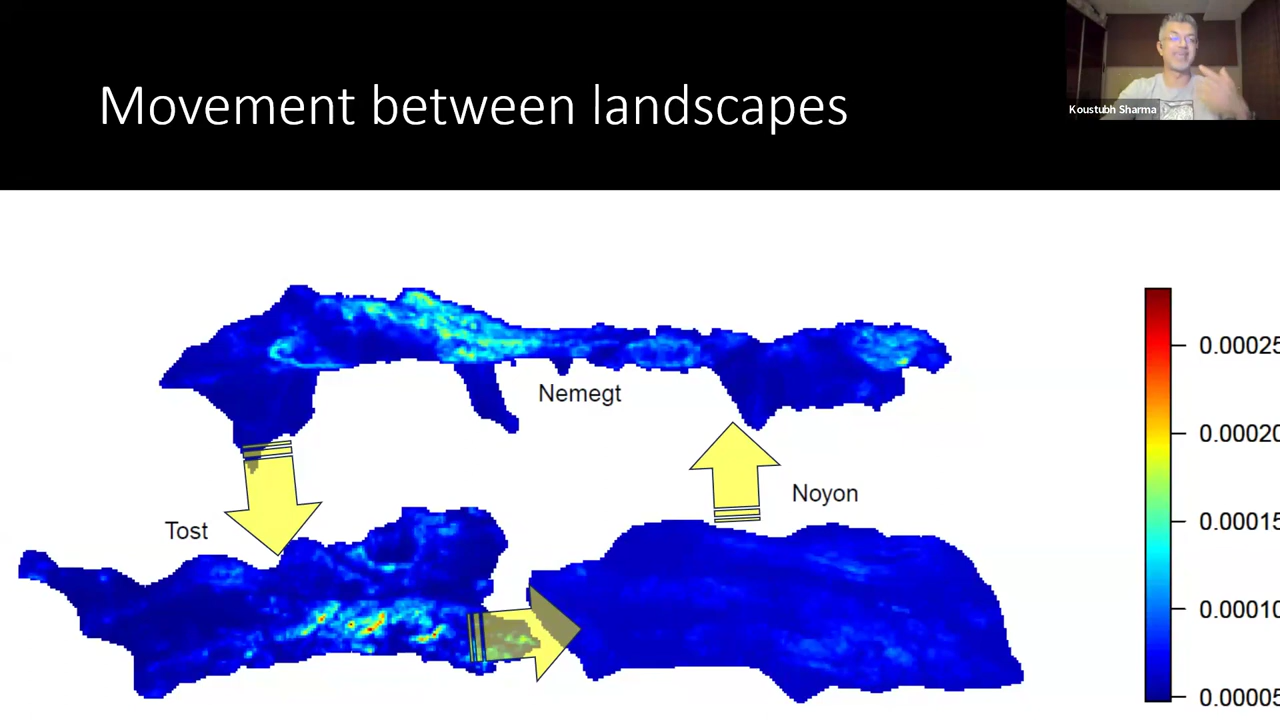 Movement between landscapes
Koustubh Sharma
Nemegt
Noyon
Tost
0.00025
0.00020
0.00015
0.00010
0.00005